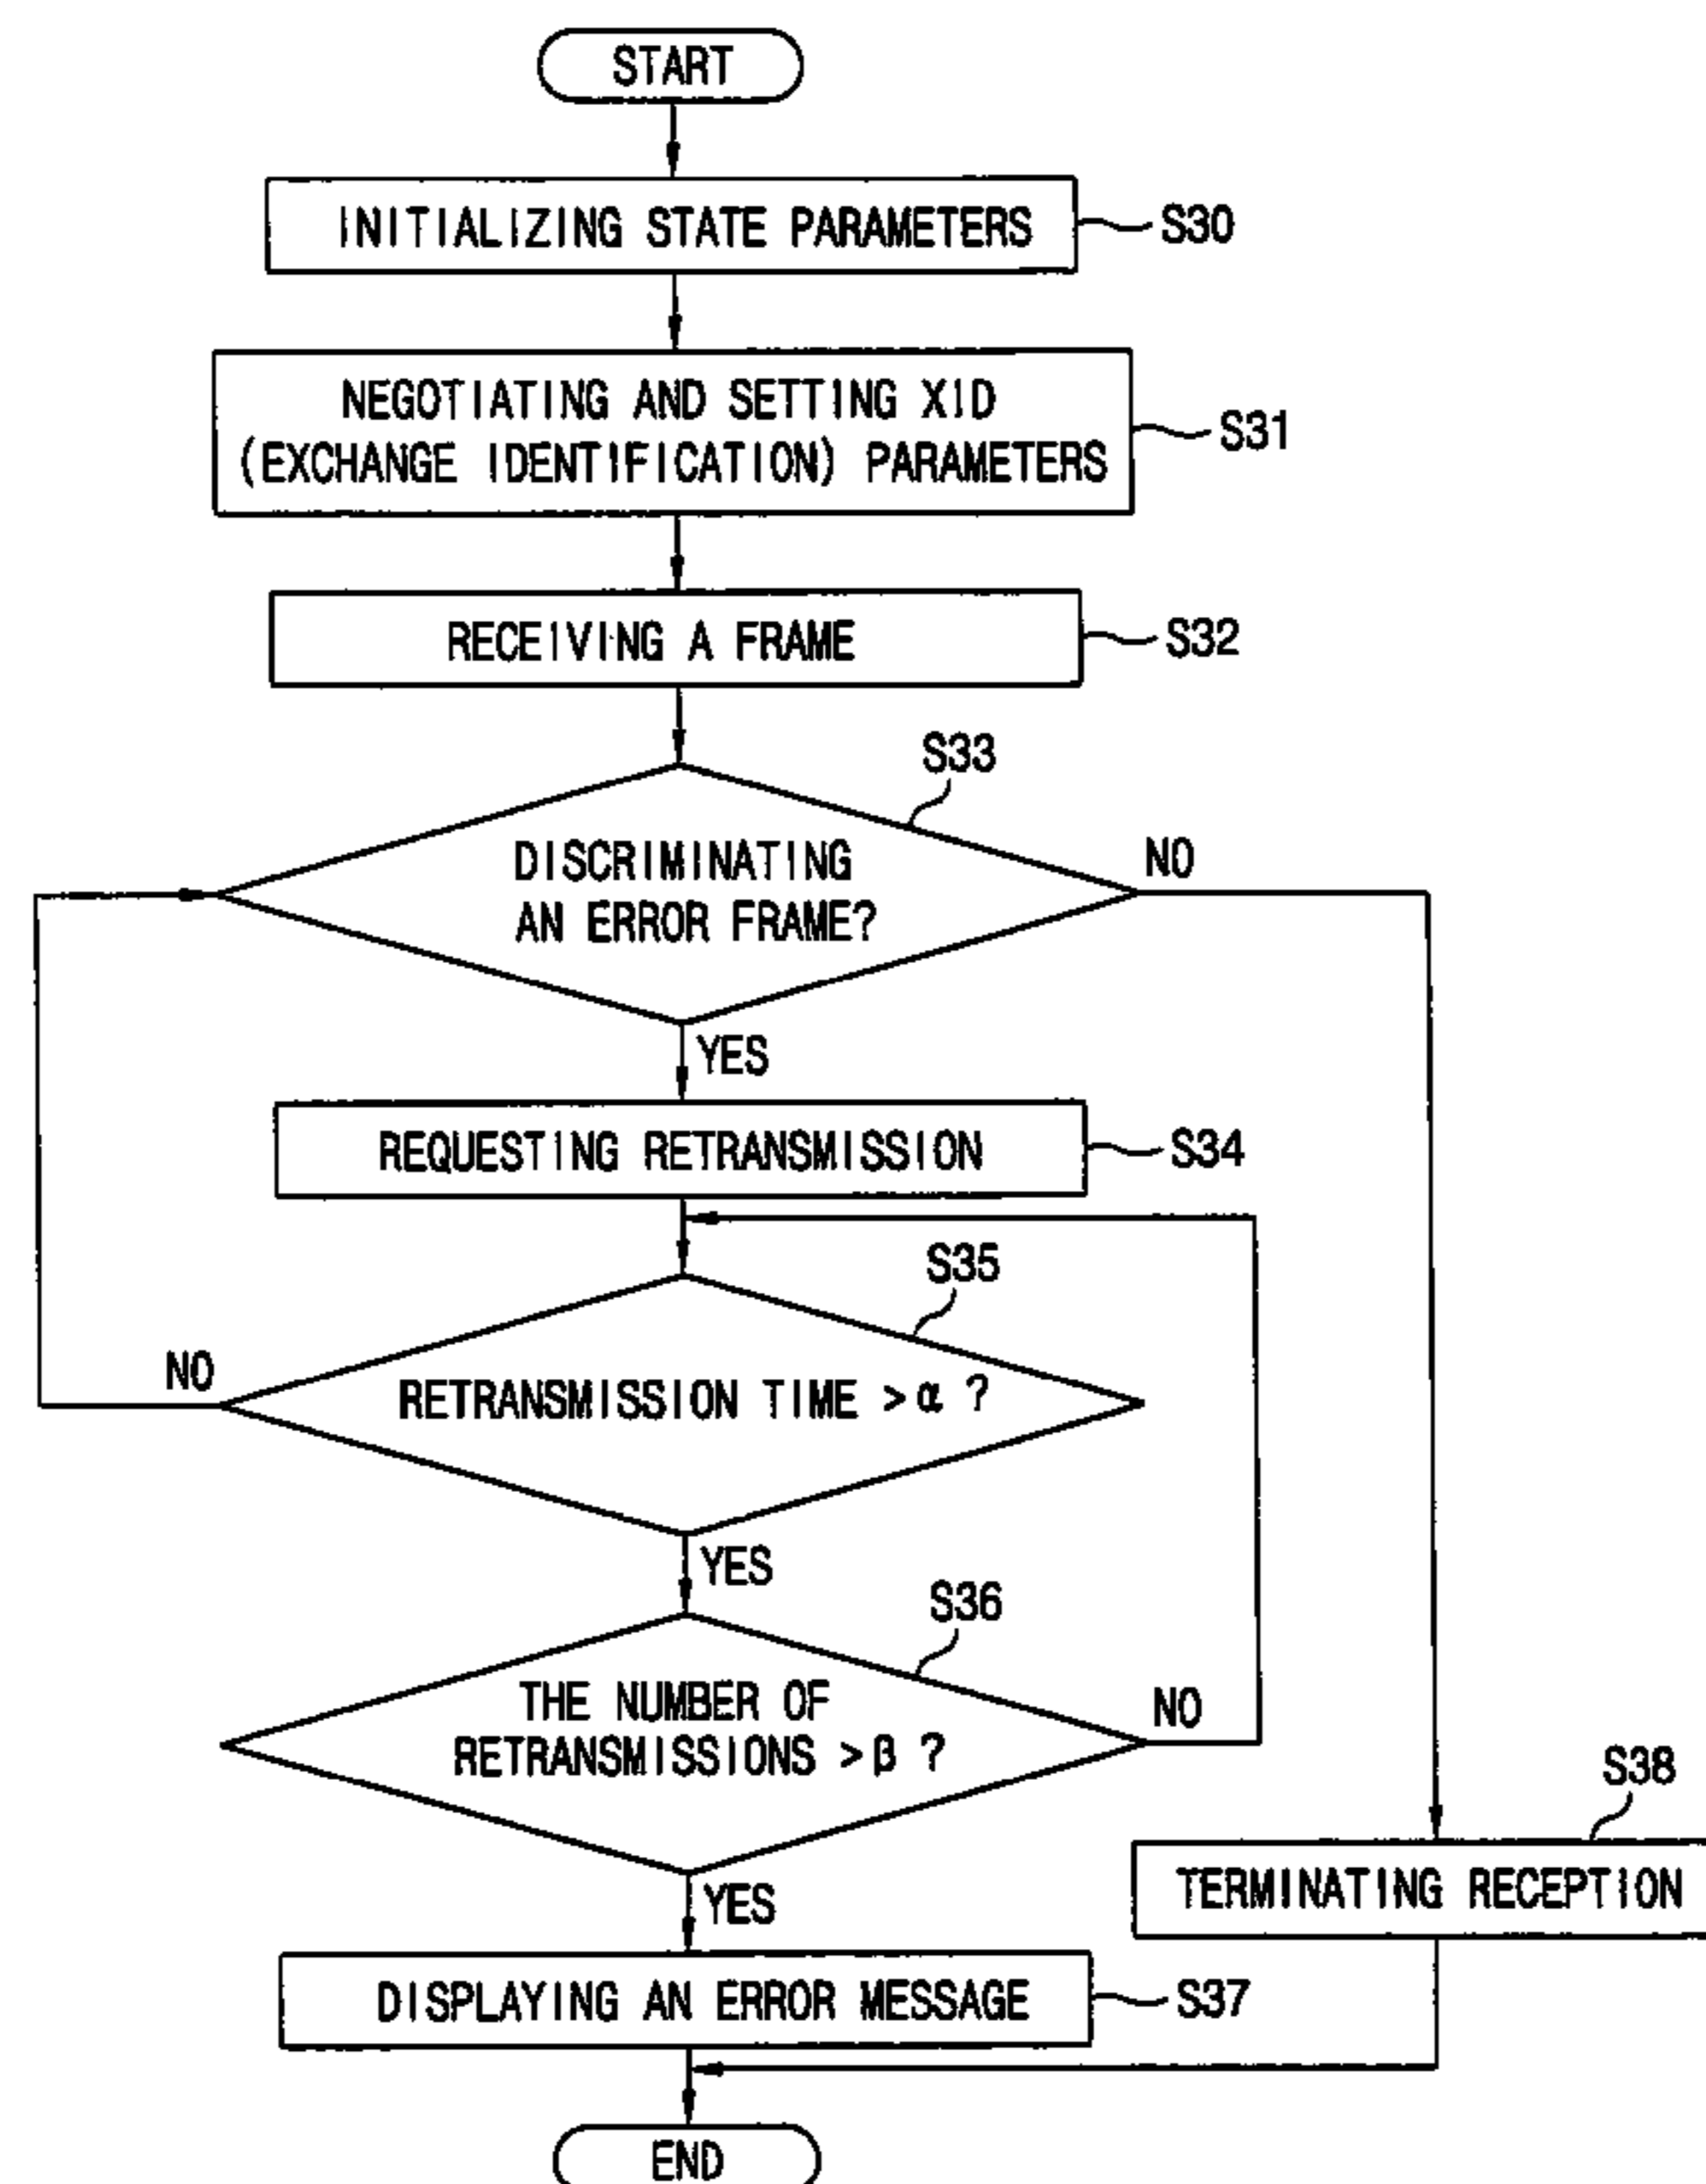 START
INITIALIZING STATE PARAMETERS
S30
NEGOTIATING AND SETTING XID
(EXCHANGE IDENTIFICATION) PARAMETERS
S31
RECEIVING A FRAME
S32
S33
DISCRIMINATING
AN ERROR FRAME?
NO
YES
REQUESTING RETRANSMISSION
S34
S35
NO
RETRANSMISSION TIME >α ?
YES
S36
THE NUMBER OF
RETRANSMISSIONS >β ?
NO
S38
YES
TERMINATING RECEPTION
DISPLAYING AN ERROR MESSAGE
S37
END